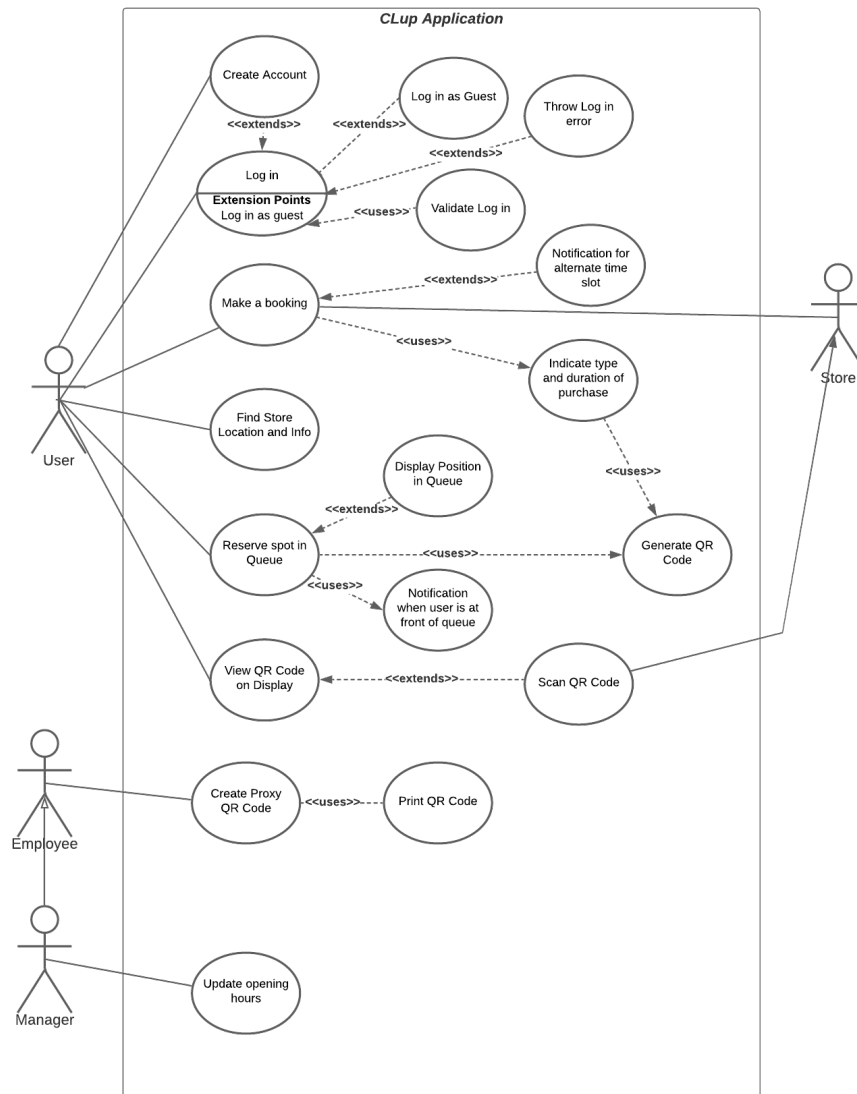 CLup Application
Create Account
Log in as Guest
Throw Log in
error
<<extends>>
<<extends>>
<<extends>>
Log in
Extension Points
Log in as guest
<<uses>>
Validate Log in
Notification for
alternate time
slot
<<extends>>
Make a booking
<<uses>>
Indicate type
and duration of
purchase
Store
Find Store
Location and Info
User
Display Position
in Queue
<<uses>>
<<extends>>
Reserve spot in
Queue
<<uses>>
Generate QR
Code
<<uses>>
Notification
when user is at
front of queue
View QR Code
on Display
<<extends>>
Scan QR Code
Create Proxy
QR Code
<<uses>>
Print QR Code
Employee
Update opening
hours
Manager